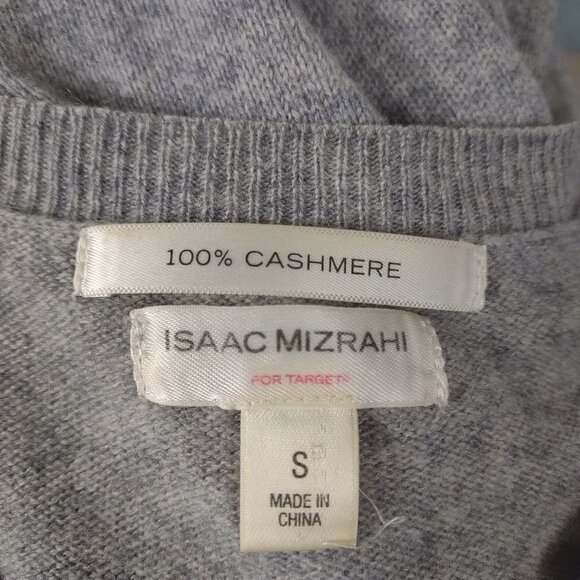 100% CASHMERE
ISAAC MIZRAHI
FOR TARGET®
S
MADE IN
CHINA